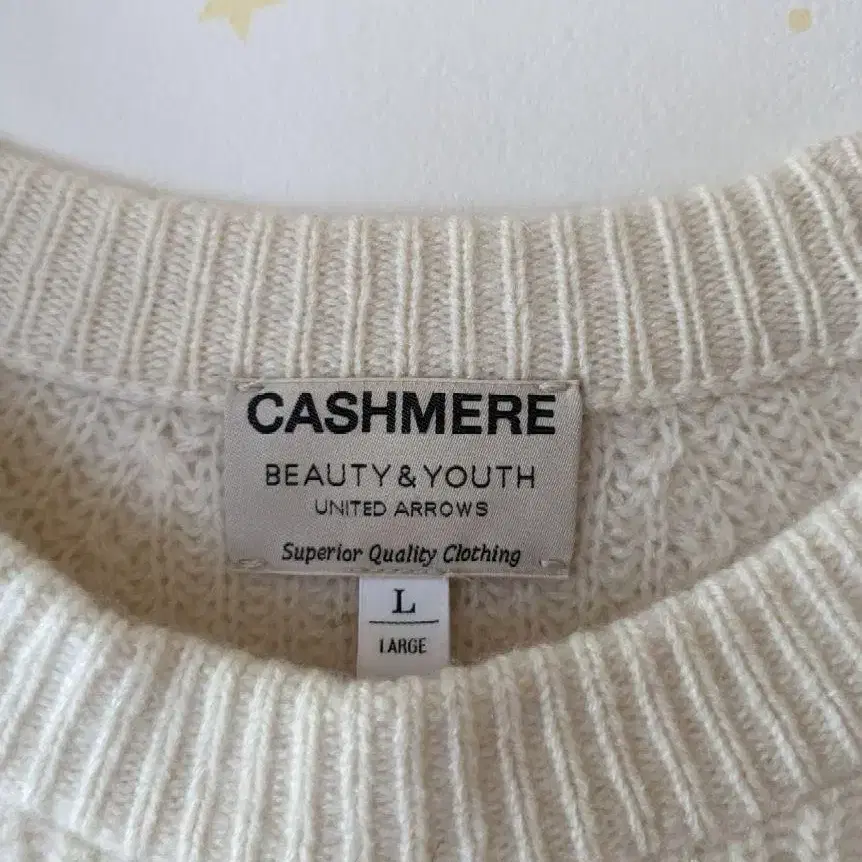 CASHMERE
BEAUTY & YOUTH
UNITED ARROWS
Superior Quality Clothing
L
LARGE